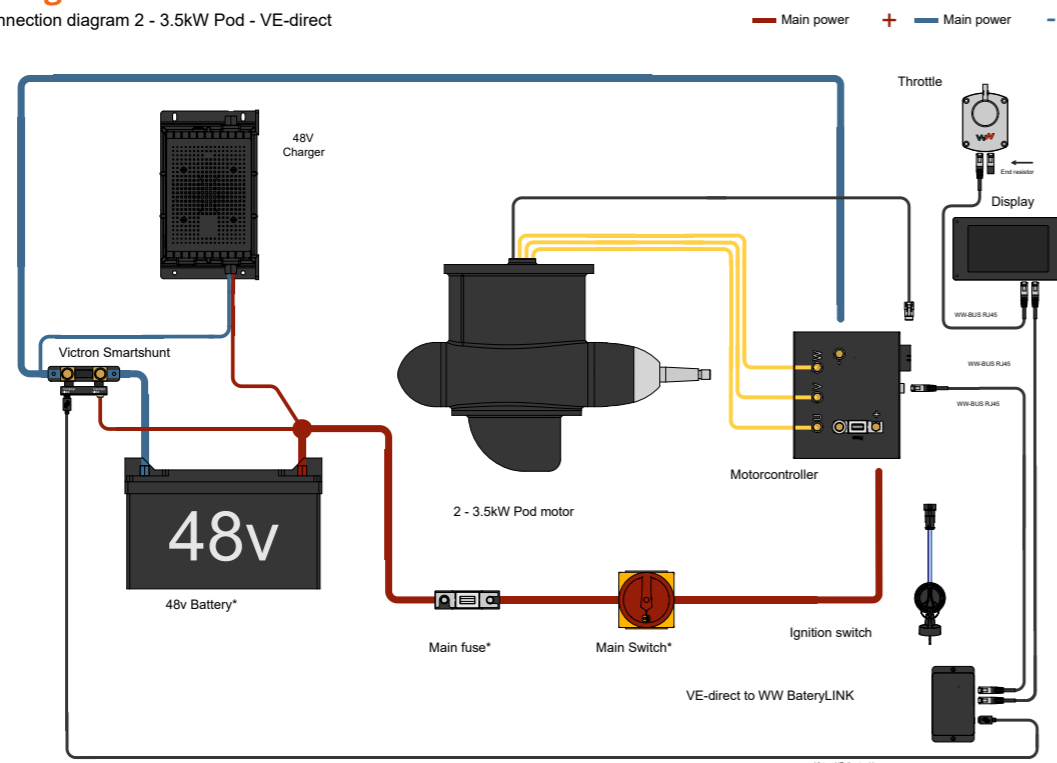 nnection diagram 2 - 3.5kW Pod - VE-direct
Main power +
Main power -
Throttle
End resistor
48V
Charger
Display
WW-BUS RJ45
Victron Smartshunt
WW-BUS RJ45
WW-BUS RJ45
W
V
U
+
Motorcontroller
48v
2 - 3.5kW Pod motor
48v Battery*
Main fuse*
Main Switch*
Ignition switch
VE-direct to WW BateryLINK